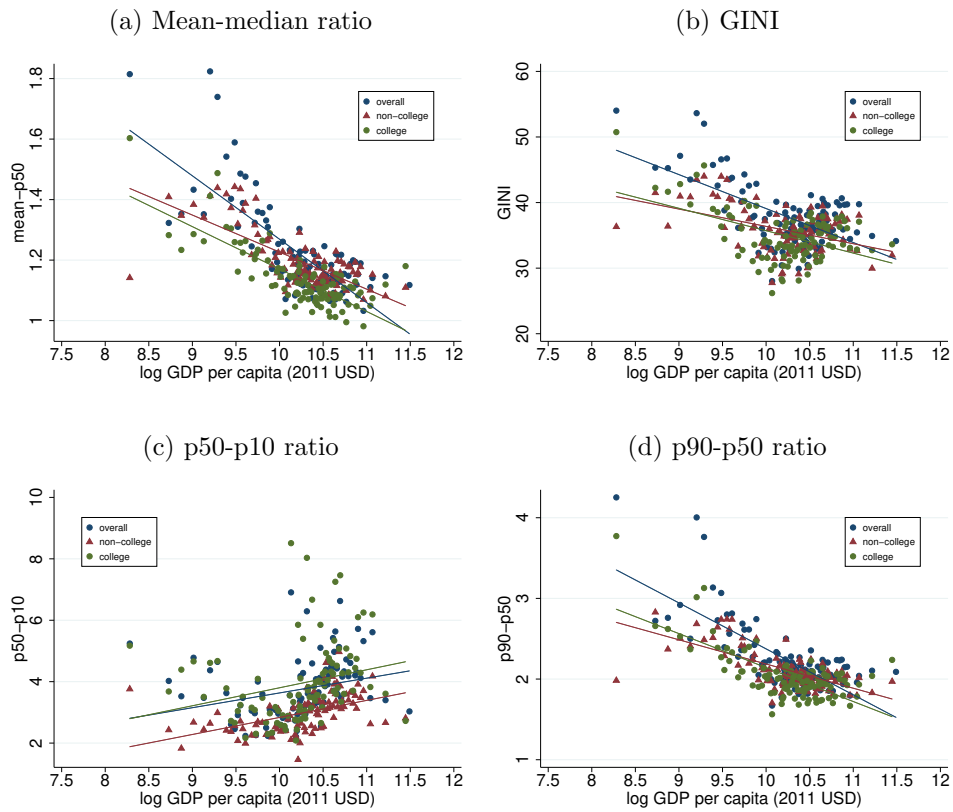 (a) Mean-median ratio
mean−p50
1.8
1.6
1.4
1.2
1
overall
non−college
college
7.5 8 8.5 9 9.5 10 10.5 11 11.5 12
log GDP per capita (2011 USD)
(b) GINI
GINI
60
50
40
30
20
overall
non−college
college
7.5 8 8.5 9 9.5 10 10.5 11 11.5 12
log GDP per capita (2011 USD)
(c) p50-p10 ratio
p50−p10
10
8
6
4
2
overall
non−college
college
7.5 8 8.5 9 9.5 10 10.5 11 11.5 12
log GDP per capita (2011 USD)
(d) p90-p50 ratio
p90−p50
4
3
2
1
overall
non−college
college
7.5 8 8.5 9 9.5 10 10.5 11 11.5 12
log GDP per capita (2011 USD)